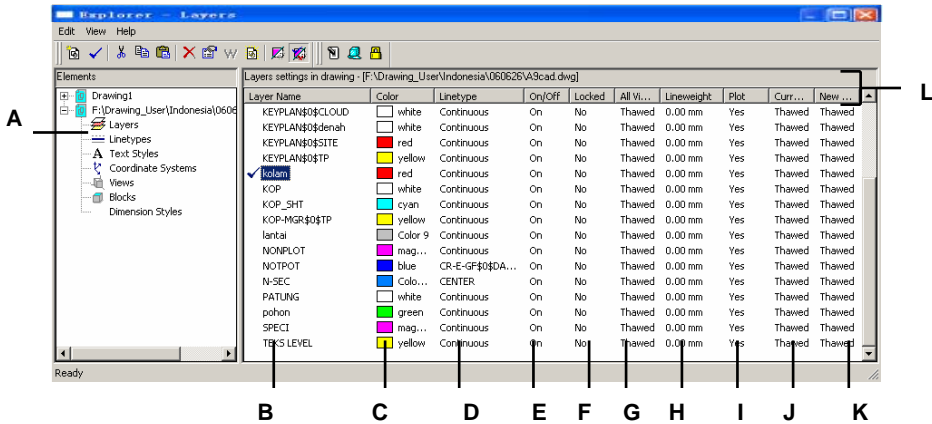 Explorer - Layers
Edit View Help
Elements
Layers settings in drawing - [F:\Drawing_User\Indonesia\060626\A9cad.dwg]
L
A
Drawing1
F:\Drawing_User\Indonesia\0606
Layers
Linetypes
A Text Styles
Coordinate Systems
Views
Blocks
Dimension Styles
Layer Name Color Linetype On/Off Locked All Vi... Lineweight Plot Curr... New ...
KEYPLAN$0$CLOUD white Continuous On No Thawed 0.00 mm Yes Thawed Thawed
KEYPLAN$0$denah white Continuous On No Thawed 0.00 mm Yes Thawed Thawed
KEYPLAN$0$SITE red Continuous On No Thawed 0.00 mm Yes Thawed Thawed
KEYPLAN$0$TP yellow Continuous On No Thawed 0.00 mm Yes Thawed Thawed
kolam red Continuous On No Thawed 0.00 mm Yes Thawed Thawed
KOP white Continuous On No Thawed 0.00 mm Yes Thawed Thawed
KOP_SHT cyan Continuous On No Thawed 0.00 mm Yes Thawed Thawed
KOP-MGR$0$TP yellow Continuous On No Thawed 0.00 mm Yes Thawed Thawed
lantai Color 9 Continuous On No Thawed 0.00 mm Yes Thawed Thawed
NONPLOT mag... Continuous On No Thawed 0.00 mm Yes Thawed Thawed
NOTPOT blue CR-E-GF$0$DA... On No Thawed 0.00 mm Yes Thawed Thawed
N-SEC Colo... CENTER On No Thawed 0.00 mm Yes Thawed Thawed
PATUNG white Continuous On No Thawed 0.00 mm Yes Thawed Thawed
pohon green Continuous On No Thawed 0.00 mm Yes Thawed Thawed
SPECI mag... Continuous On No Thawed 0.00 mm Yes Thawed Thawed
TEKS LEVEL yellow Continuous On No Thawed 0.00 mm Yes Thawed Thawed
Ready
B C D E F G H I J K